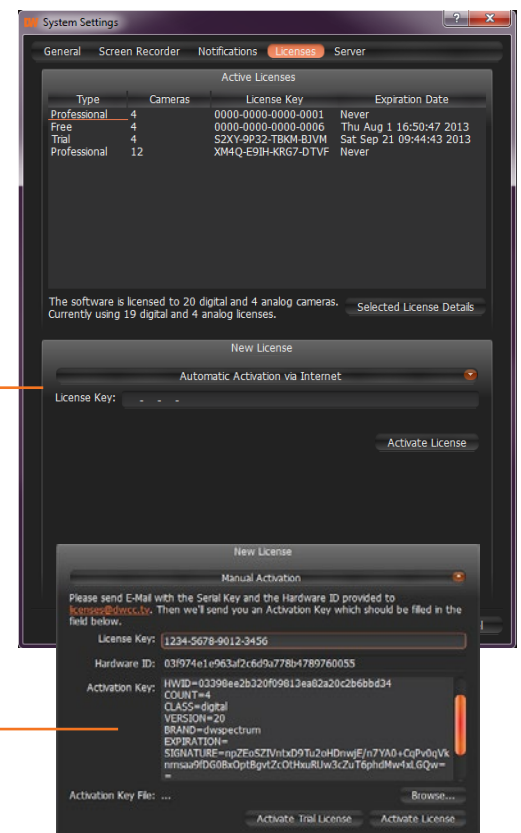 System Settings
General Screen Recorder Notifications Licenses Server
Active Licenses
Type Cameras License Key Expiration Date
Professional 4 0000-0000-0000-0001 Never
Free 4 0000-0000-0000-0006 Thu Aug 1 16:50:47 2013
Trial 4 S2XY-9P32-TBKM-BJVM Sat Sep 21 09:44:43 2013
Professional 12 XM4Q-E9IH-KRG7-DTVF Never
The software is licensed to 20 digital and 4 analog cameras.
Currently using 19 digital and 4 analog licenses.
Selected License Details
New License
Automatic Activation via Internet
License Key: - - -
Activate License
New License
Manual Activation
Please send E-Mail with the Serial Key and the Hardware ID provided to
licenses@dwcc.tv. Then we'll send you an Activation Key which should be filled in the
field below.
License Key: 1234-5678-9012-3456
Hardware ID: 03f974e1e963af2c6d9a778b4789760055
Activation Key: HWID=03398ee2b320f09813ea82a20c2b6bbd34
COUNT=4
CLASS=digital
VERSION=20
BRAND=dwspectrum
EXPIRATION=
SIGNATURE=npZEoSZIVntxD9Tu2oHDnwjE/n7YA0+CqPv0qVk
nmsaa9fDG0BxOptBgvtZcOtHxuRUw3cZuT6phdMw4xLGQw=
=
Activation Key File: ... Browse...
Activate Trial License Activate License